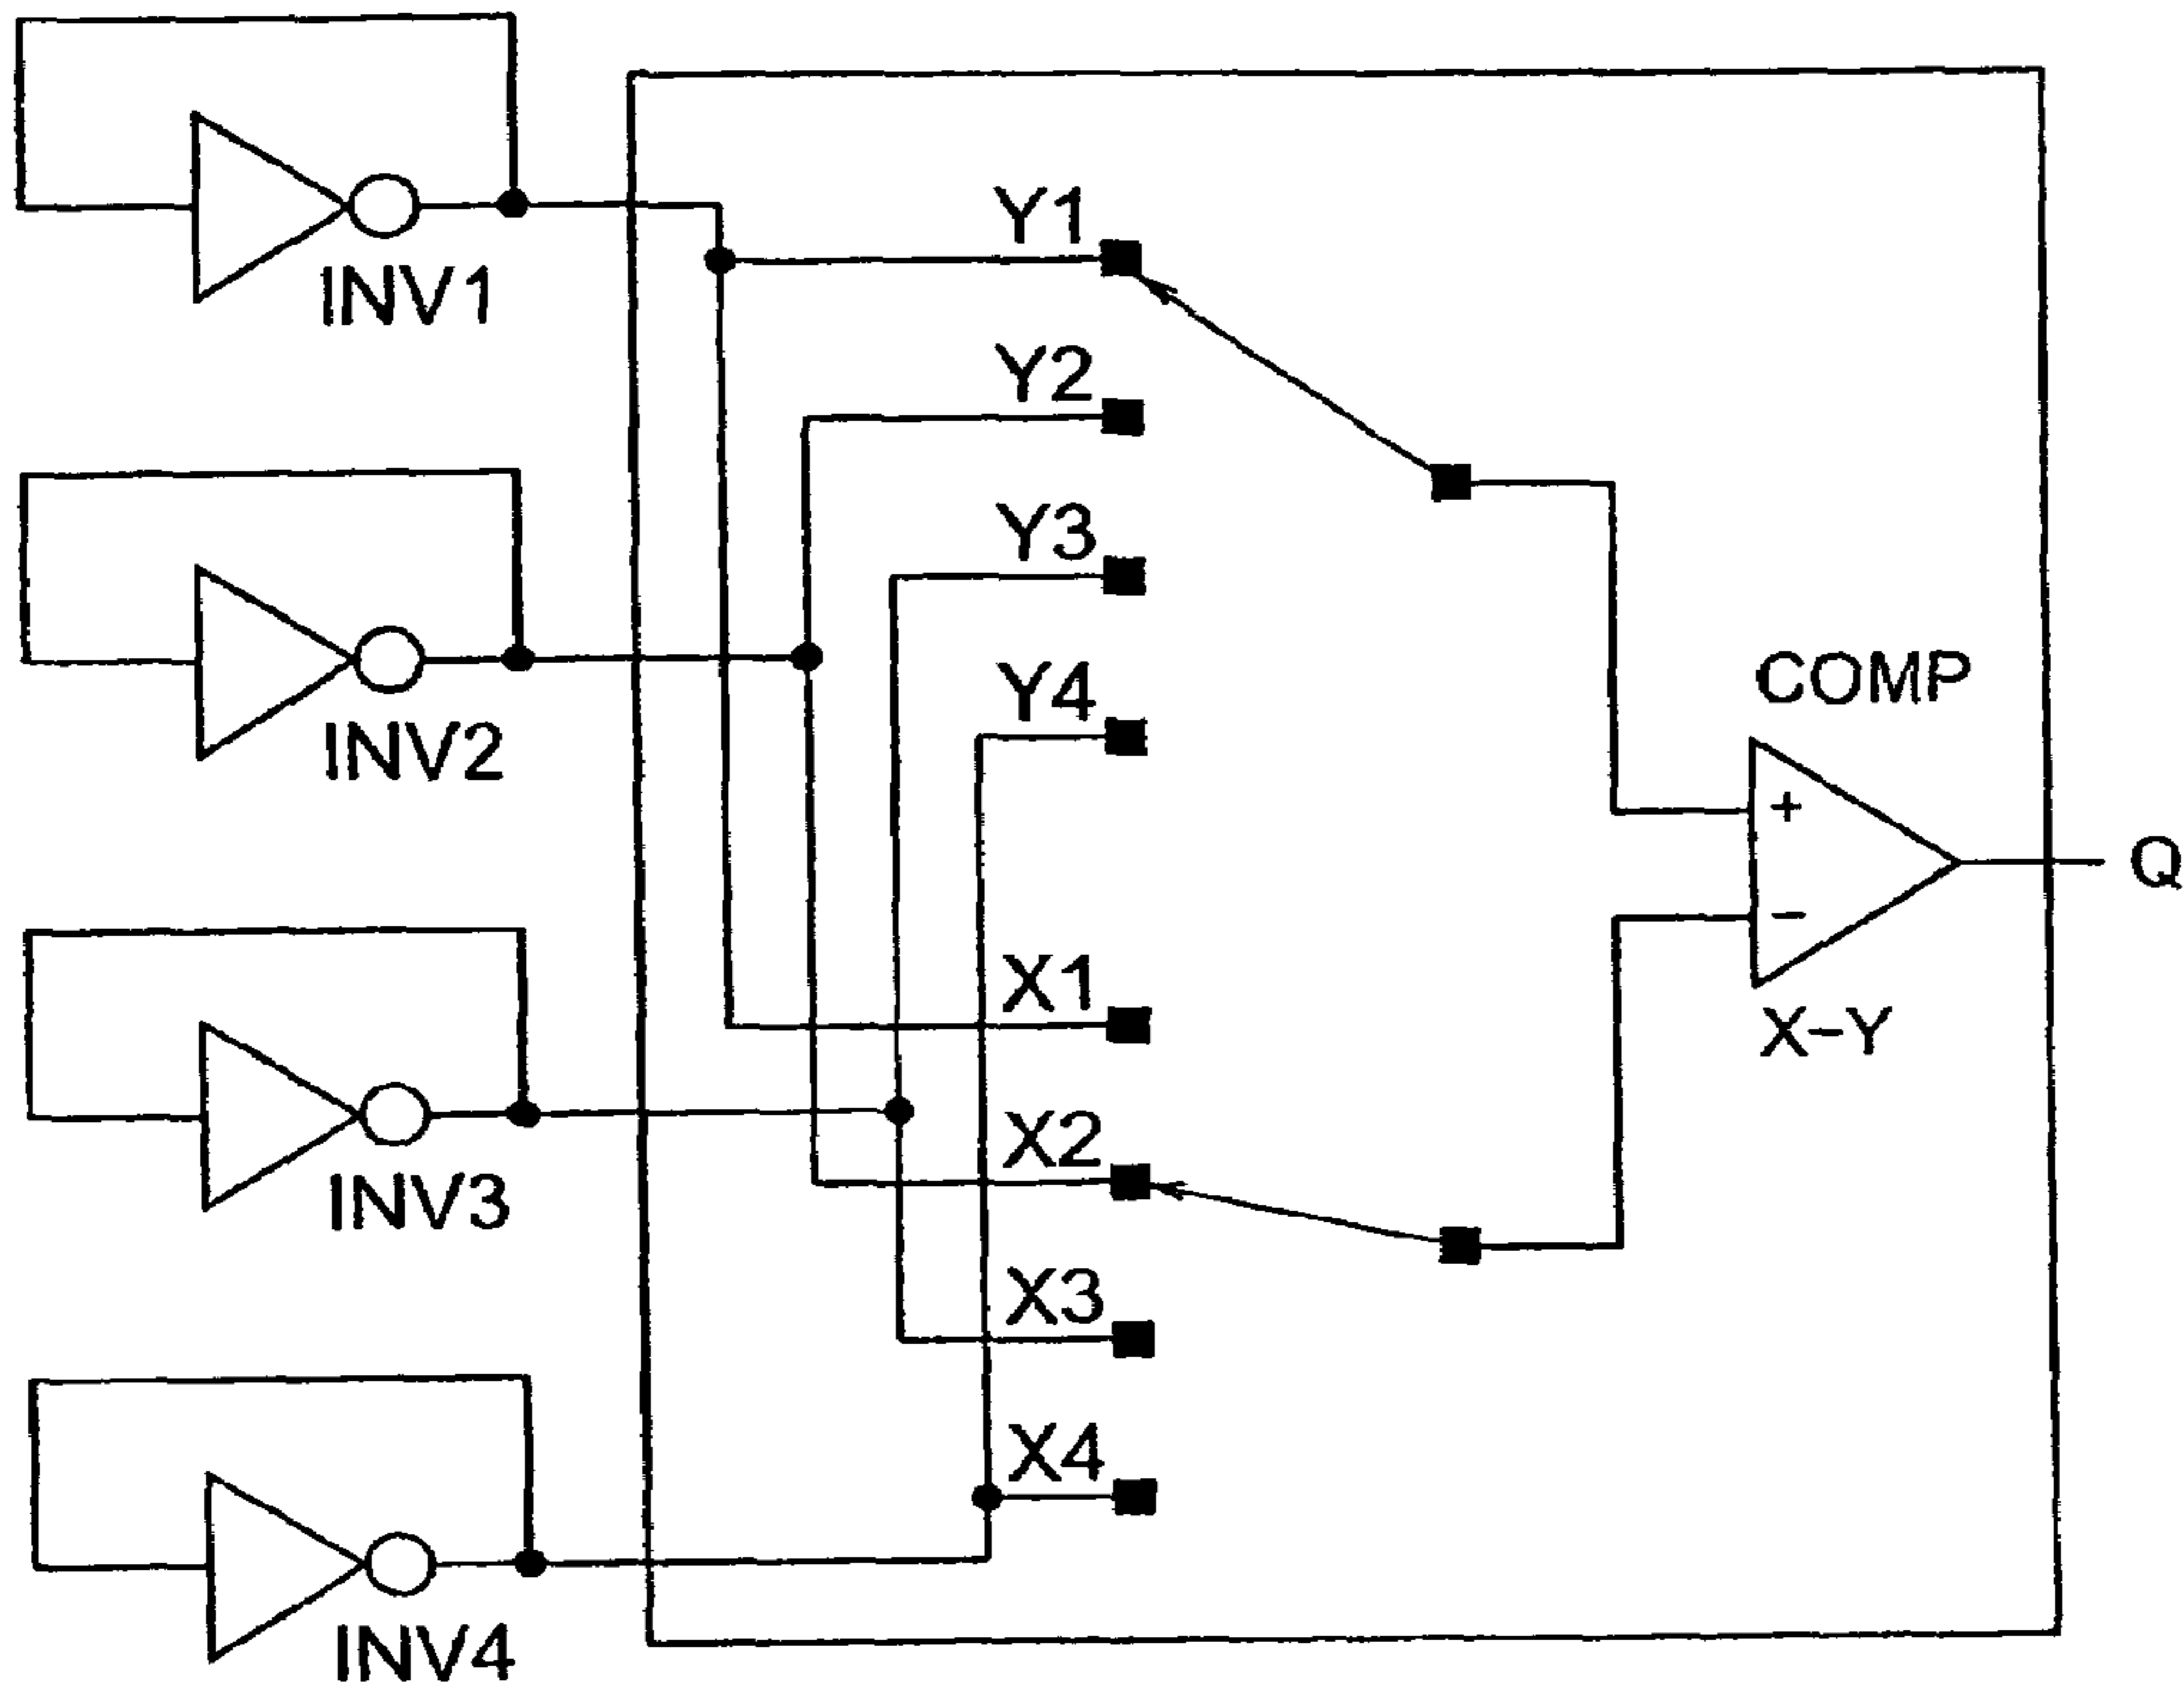 INV1
INV2
INV3
INV4
Y1
Y2
Y3
Y4
X1
X2
X3
X4
COMP
+
−
X−Y
Q